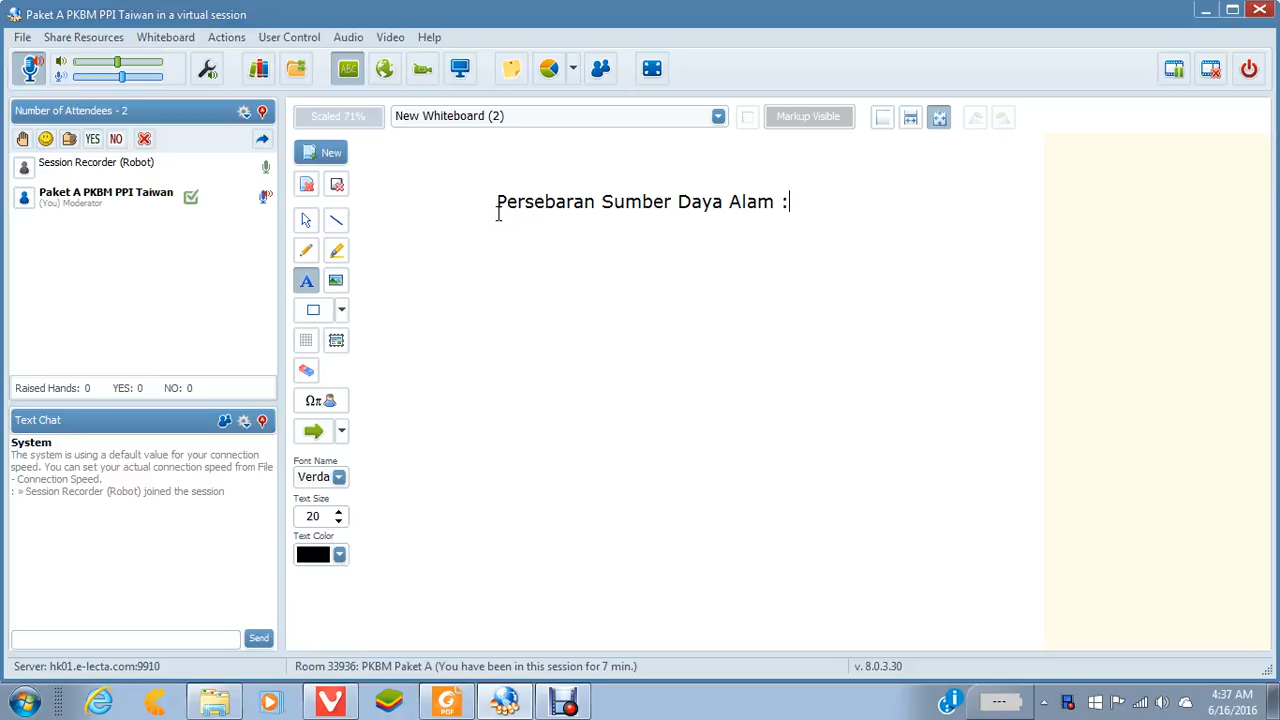 Paket A PKBM PPI Taiwan in a virtual session
File Share Resources Whiteboard Actions User Control Audio Video Help
ABC
Number of Attendees - 2
YES NO
Session Recorder (Robot)
Paket A PKBM PPI Taiwan
(You) Moderator
Raised Hands: 0 YES: 0 NO: 0
Text Chat
System
The system is using a default value for your connection
speed. You can set your actual connection speed from File
- Connection Speed.
: » Session Recorder (Robot) joined the session
Send
Scaled 71% New Whiteboard (2) Markup Visible
New
Persebaran Sumber Daya Alam :
A
Ωπ
Font Name
Verda
Text Size
20
Text Color
Server: hk01.e-lecta.com:9910 Room 33936: PKBM Paket A (You have been in this session for 7 min.) v. 8.0.3.30
PDF
4:37 AM
6/16/2016